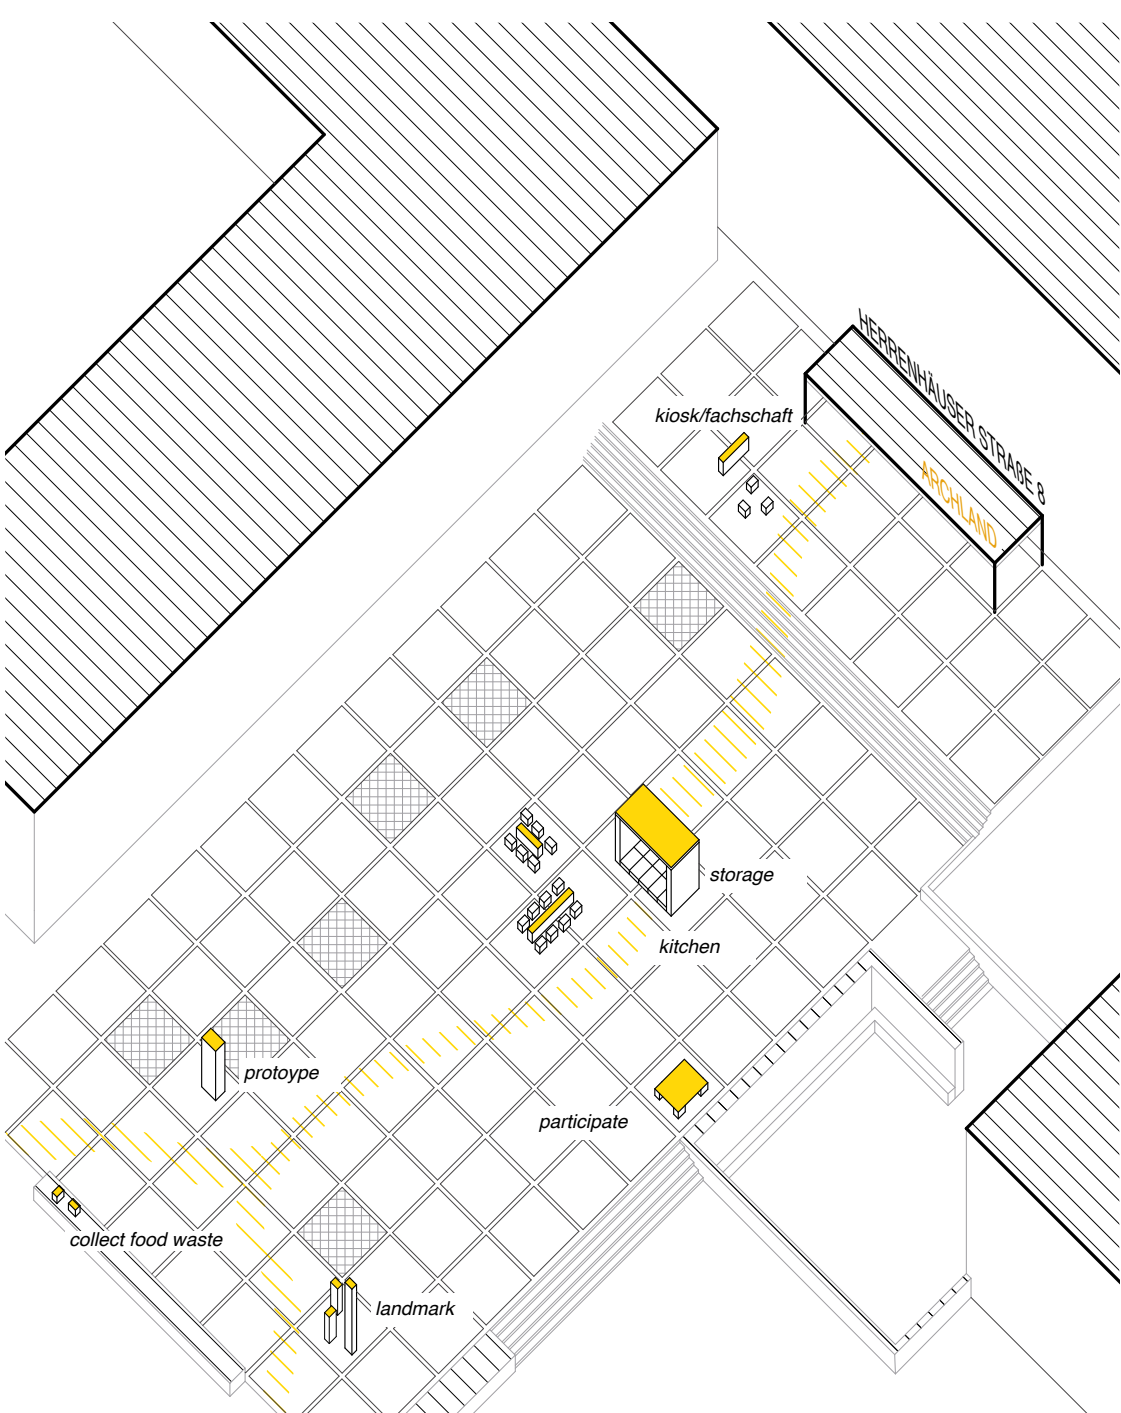 HERRENHÄUSER STRAßE 8
ARCHLAND
kiosk/fachschaft
storage
kitchen
protoype
participate
collect food waste
landmark